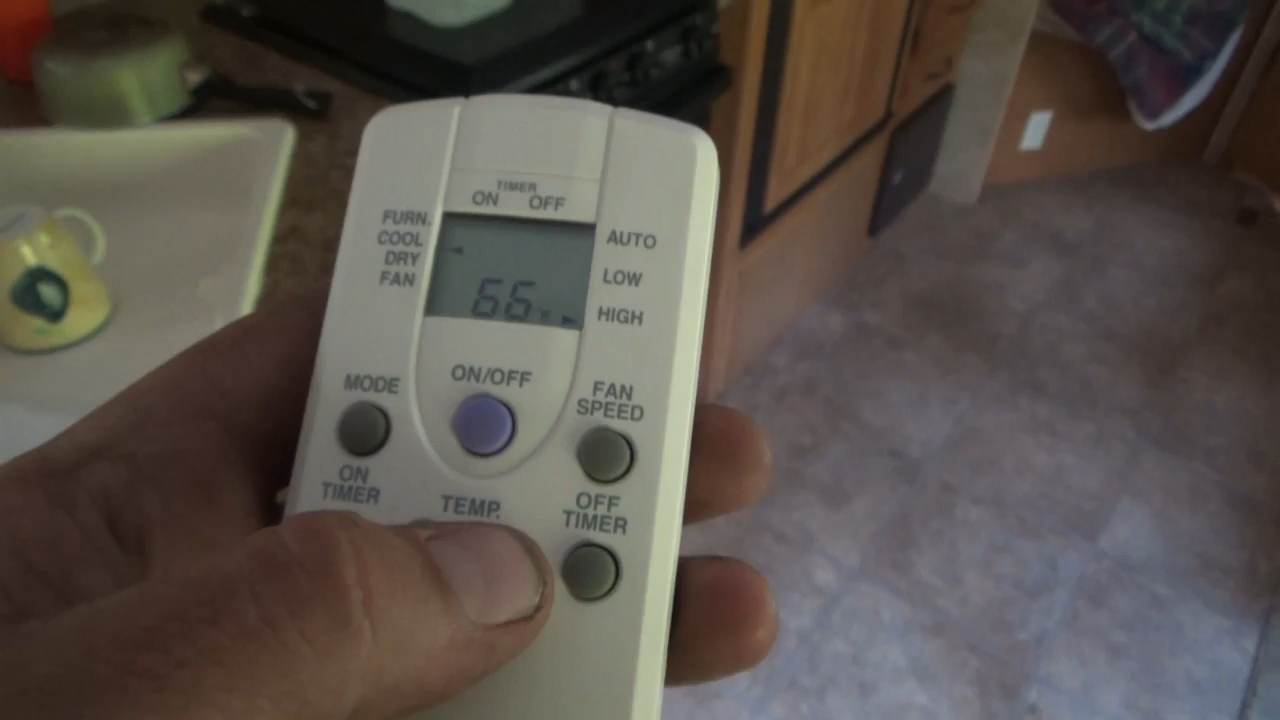 TIMER
ON OFF
FURN.
COOL
DRY
FAN
AUTO
LOW
HIGH
66
MODE
ON/OFF
FAN
SPEED
ON
TIMER
TEMP.
OFF
TIMER